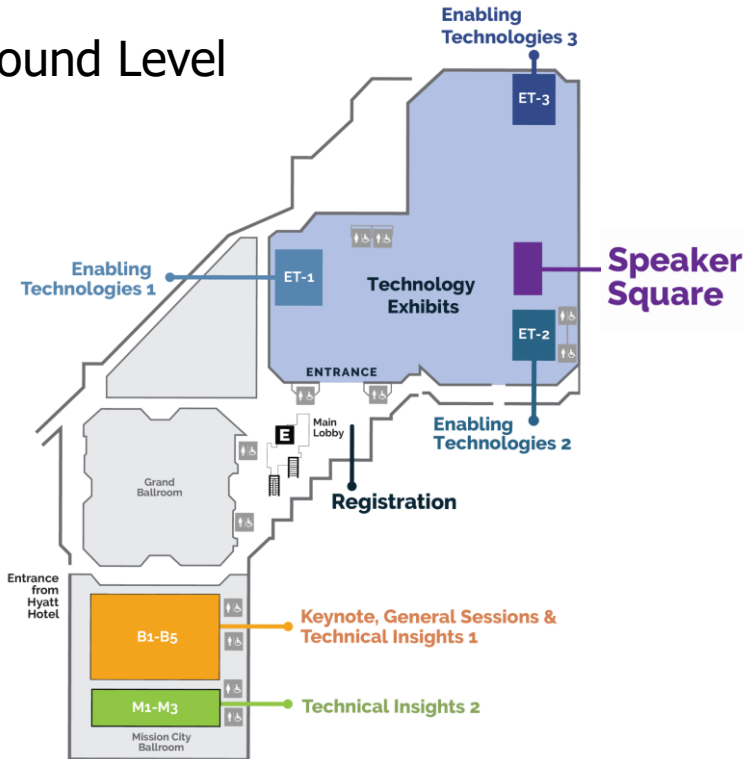 ound Level
Enabling
Technologies 3
ET-3
Enabling
Technologies 1
ET-1
Technology
Exhibits
Speaker
Square
ET-2
ENTRANCE
Enabling
Technologies 2
E
Main
Lobby
Registration
Grand
Ballroom
Entrance
from
Hyatt
Hotel
B1-B5
Keynote, General Sessions &
Technical Insights 1
M1-M3
Technical Insights 2
Mission City
Ballroom